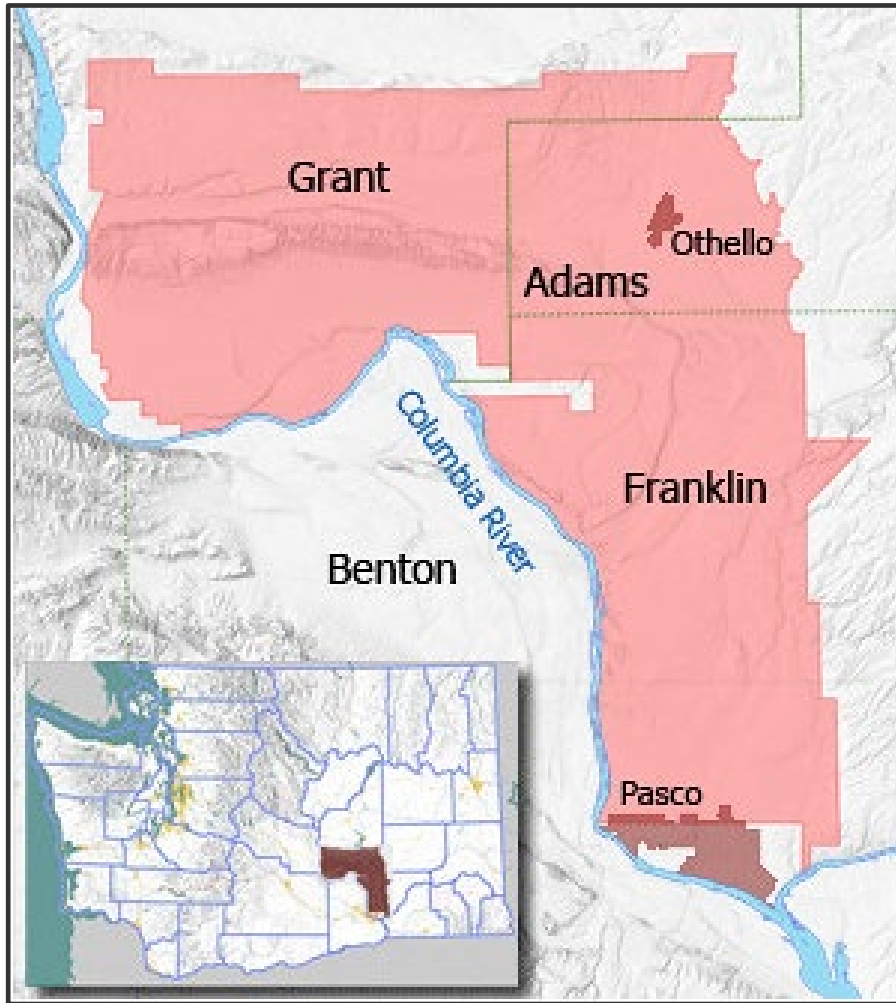 Grant
Othello
Adams
Columbia River
Franklin
Benton
Pasco